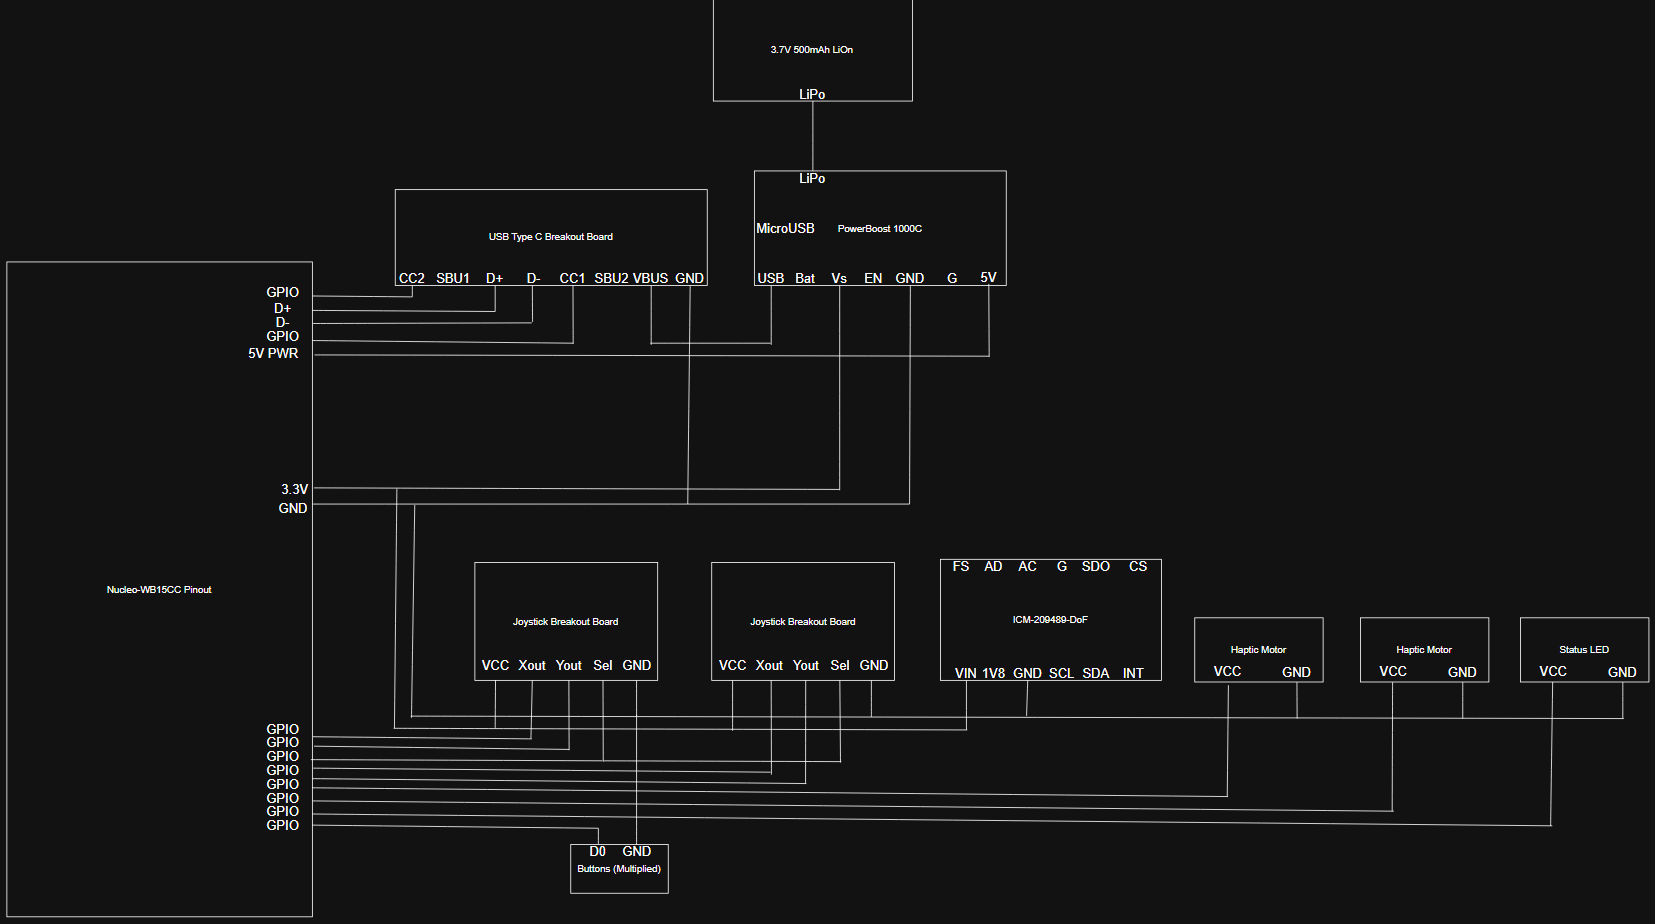 3.7V 500mAh LiOn
LiPo
LiPo
MicroUSB PowerBoost 1000C
USB Bat Vs EN GND G 5V
USB Type C Breakout Board
CC2 SBU1 D+ D- CC1 SBU2 VBUS GND
GPIO
D+
D-
GPIO
5V PWR
3.3V
GND
Nucleo-WB15CC Pinout
GPIO
GPIO
GPIO
GPIO
GPIO
GPIO
GPIO
GPIO
Joystick Breakout Board
VCC Xout Yout Sel GND
Joystick Breakout Board
VCC Xout Yout Sel GND
FS AD AC G SDO CS
ICM-209489-DoF
VIN 1V8 GND SCL SDA INT
Haptic Motor
VCC GND
Haptic Motor
VCC GND
Status LED
VCC GND
D0 GND
Buttons (Multiplied)